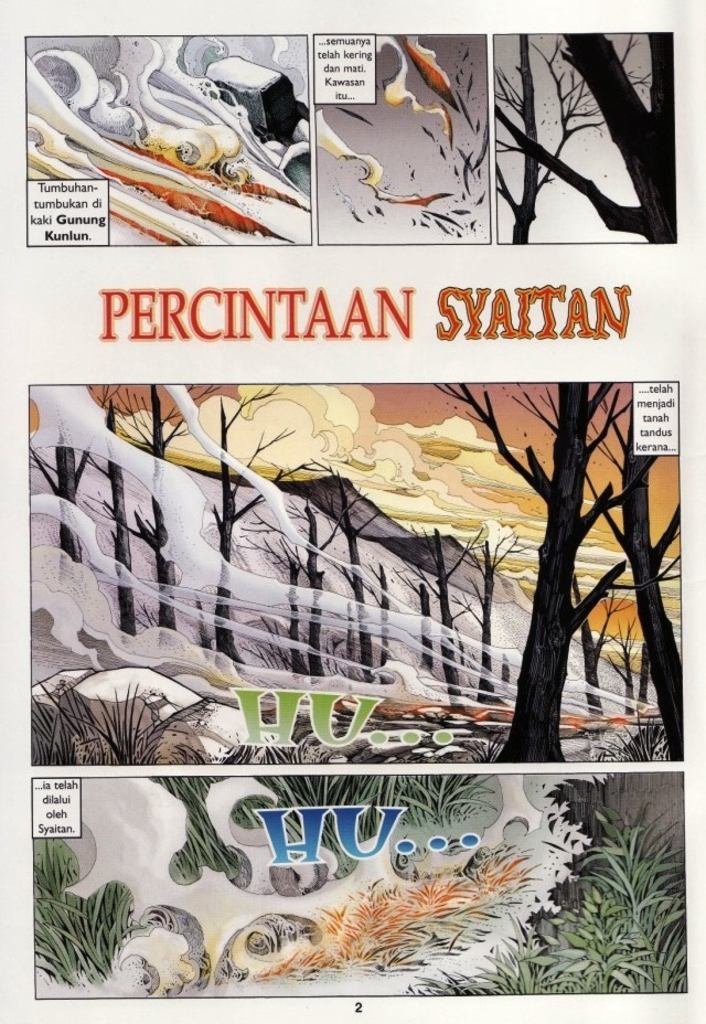 Tumbuhan-
tumbuhan di
kaki Gunung
Kunlun.
...semuanya
telah kering
dan mati.
Kawasan
itu...
PERCINTAAN SYAITAN
....telah
menjadi
tanah
tandus
kerana...
HU...
...ia telah
dilalui
oleh
Syaitan.
HU...
2